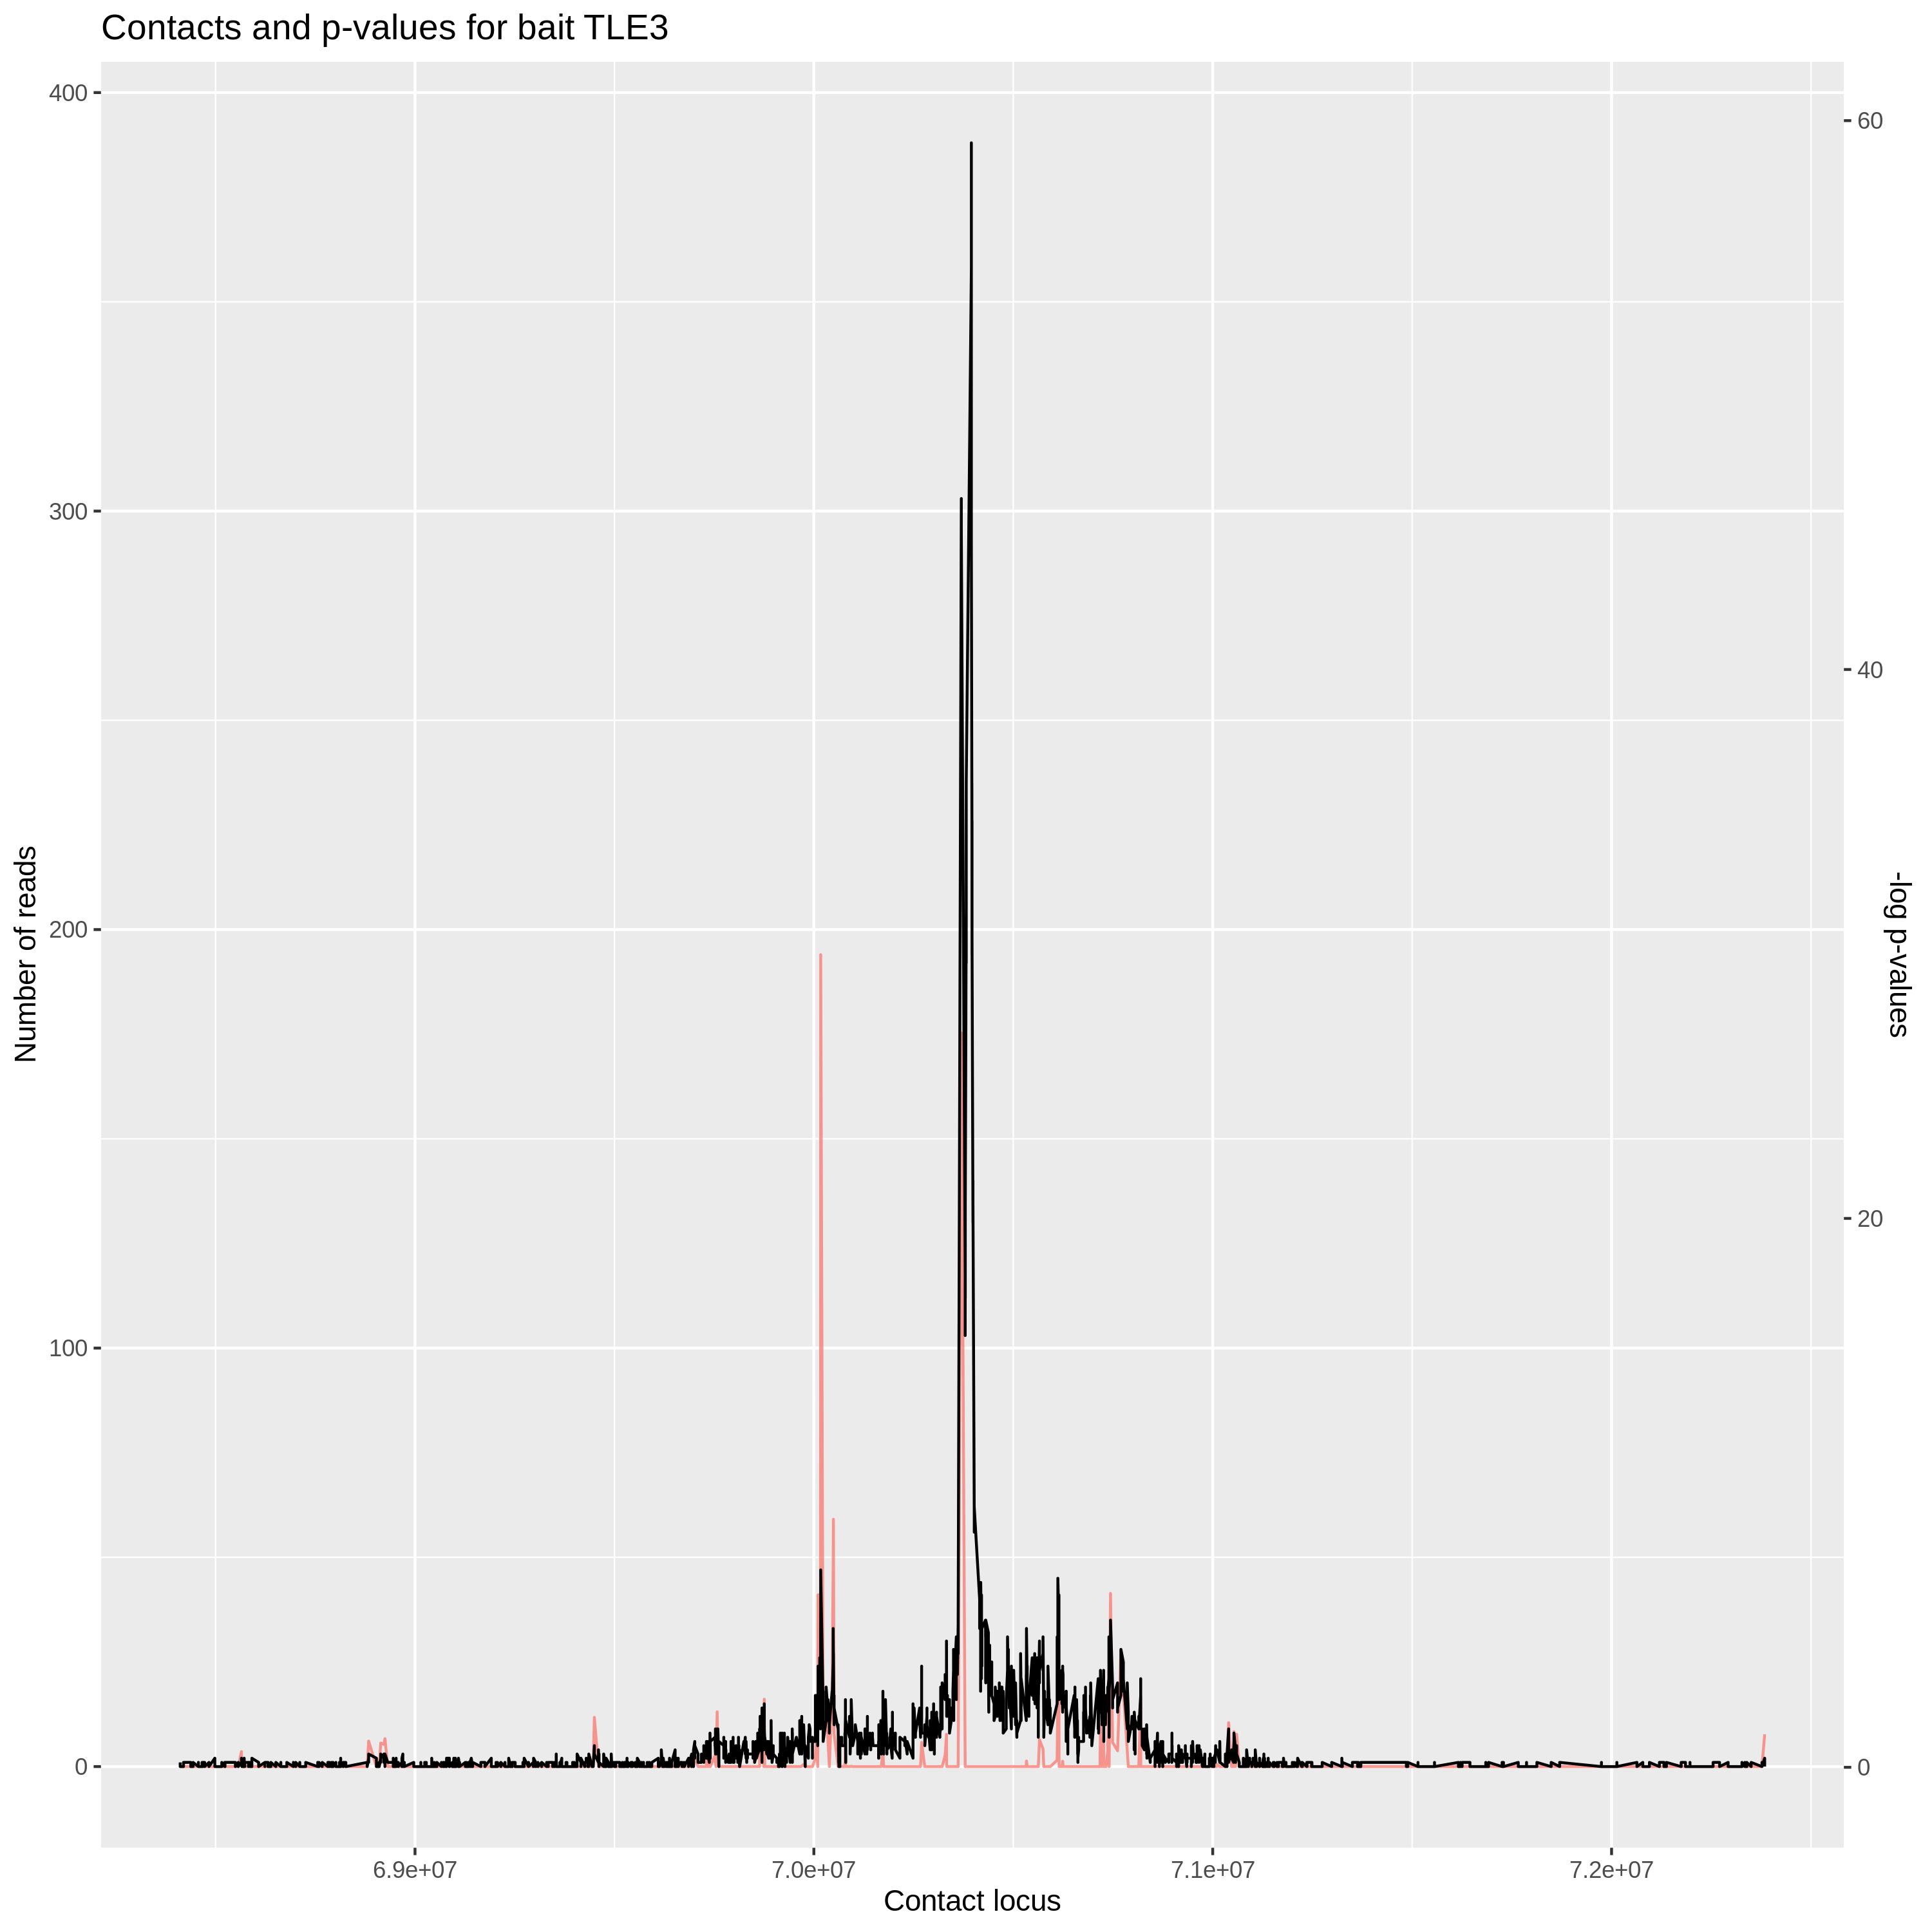 Contacts and p-values for bait TLE3
400
300
200
100
0
Number of reads
60
40
20
0
-log p-values
6.9e+07
7.0e+07
7.1e+07
7.2e+07
Contact locus